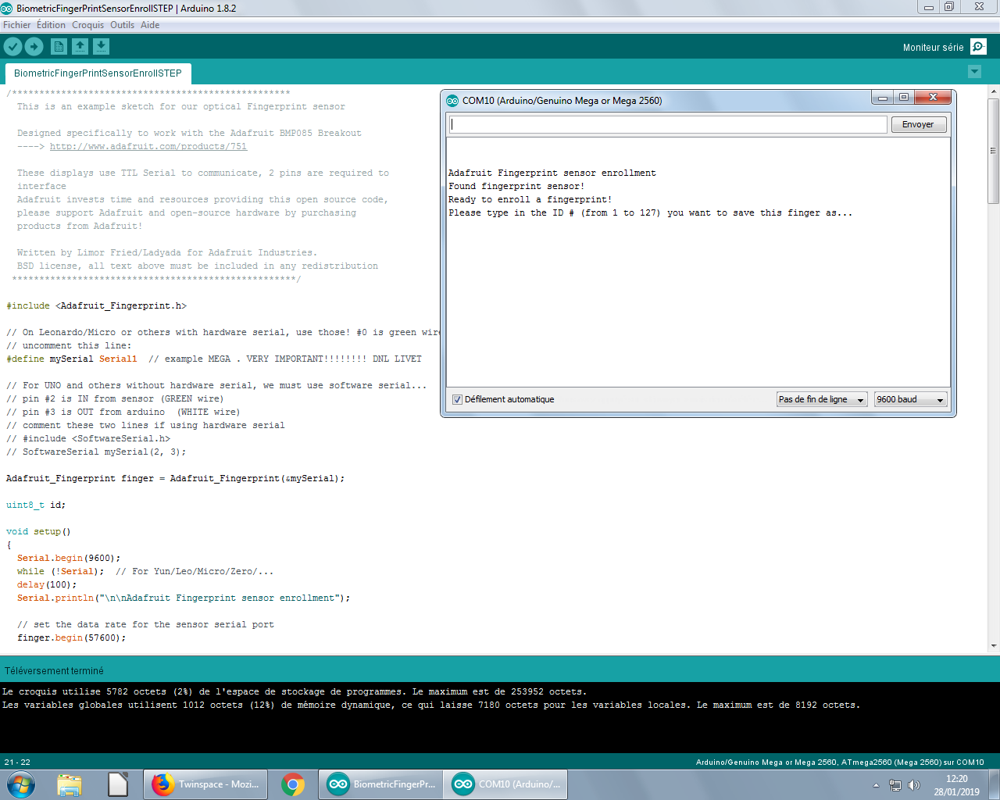 BiometricFingerPrintSensorEnrollSTEP | Arduino 1.8.2
Fichier Édition Croquis Outils Aide
Moniteur série
BiometricFingerPrintSensorEnrollSTEP
/***************************************************
This is an example sketch for our optical Fingerprint sensor
Designed specifically to work with the Adafruit BMP085 Breakout
----> http://www.adafruit.com/products/751
These displays use TTL Serial to communicate, 2 pins are required to
interface
Adafruit invests time and resources providing this open source code,
please support Adafruit and open-source hardware by purchasing
products from Adafruit!
Written by Limor Fried/Ladyada for Adafruit Industries.
BSD license, all text above must be included in any redistribution
****************************************************/
#include <Adafruit_Fingerprint.h>
// On Leonardo/Micro or others with hardware serial, use those! #0 is green wire
// uncomment this line:
#define mySerial Serial1 // example MEGA . VERY IMPORTANT!!!!!!!! DNL LIVET
// For UNO and others without hardware serial, we must use software serial...
// pin #2 is IN from sensor (GREEN wire)
// pin #3 is OUT from arduino (WHITE wire)
// comment these two lines if using hardware serial
// #include <SoftwareSerial.h>
// SoftwareSerial mySerial(2, 3);
Adafruit_Fingerprint finger = Adafruit_Fingerprint(&mySerial);
uint8_t id;
void setup()
{
Serial.begin(9600);
while (!Serial); // For Yun/Leo/Micro/Zero/...
delay(100);
Serial.println("\n\nAdafruit Fingerprint sensor enrollment");
// set the data rate for the sensor serial port
finger.begin(57600);
COM10 (Arduino/Genuino Mega or Mega 2560)
Envoyer
Adafruit Fingerprint sensor enrollment
Found fingerprint sensor!
Ready to enroll a fingerprint!
Please type in the ID # (from 1 to 127) you want to save this finger as...
Défilement automatique
Pas de fin de ligne
9600 baud
Téléversement terminé
Le croquis utilise 5782 octets (2%) de l'espace de stockage de programmes. Le maximum est de 253952 octets.
Les variables globales utilisent 1012 octets (12%) de mémoire dynamique, ce qui laisse 7180 octets pour les variables locales. Le maximum est de 8192 octets.
21 - 22
Arduino/Genuino Mega or Mega 2560, ATmega2560 (Mega 2560) sur COM10
Twinspace - Mozi...
BiometricFingerPr...
COM10 (Arduino/...
12:20
28/01/2019